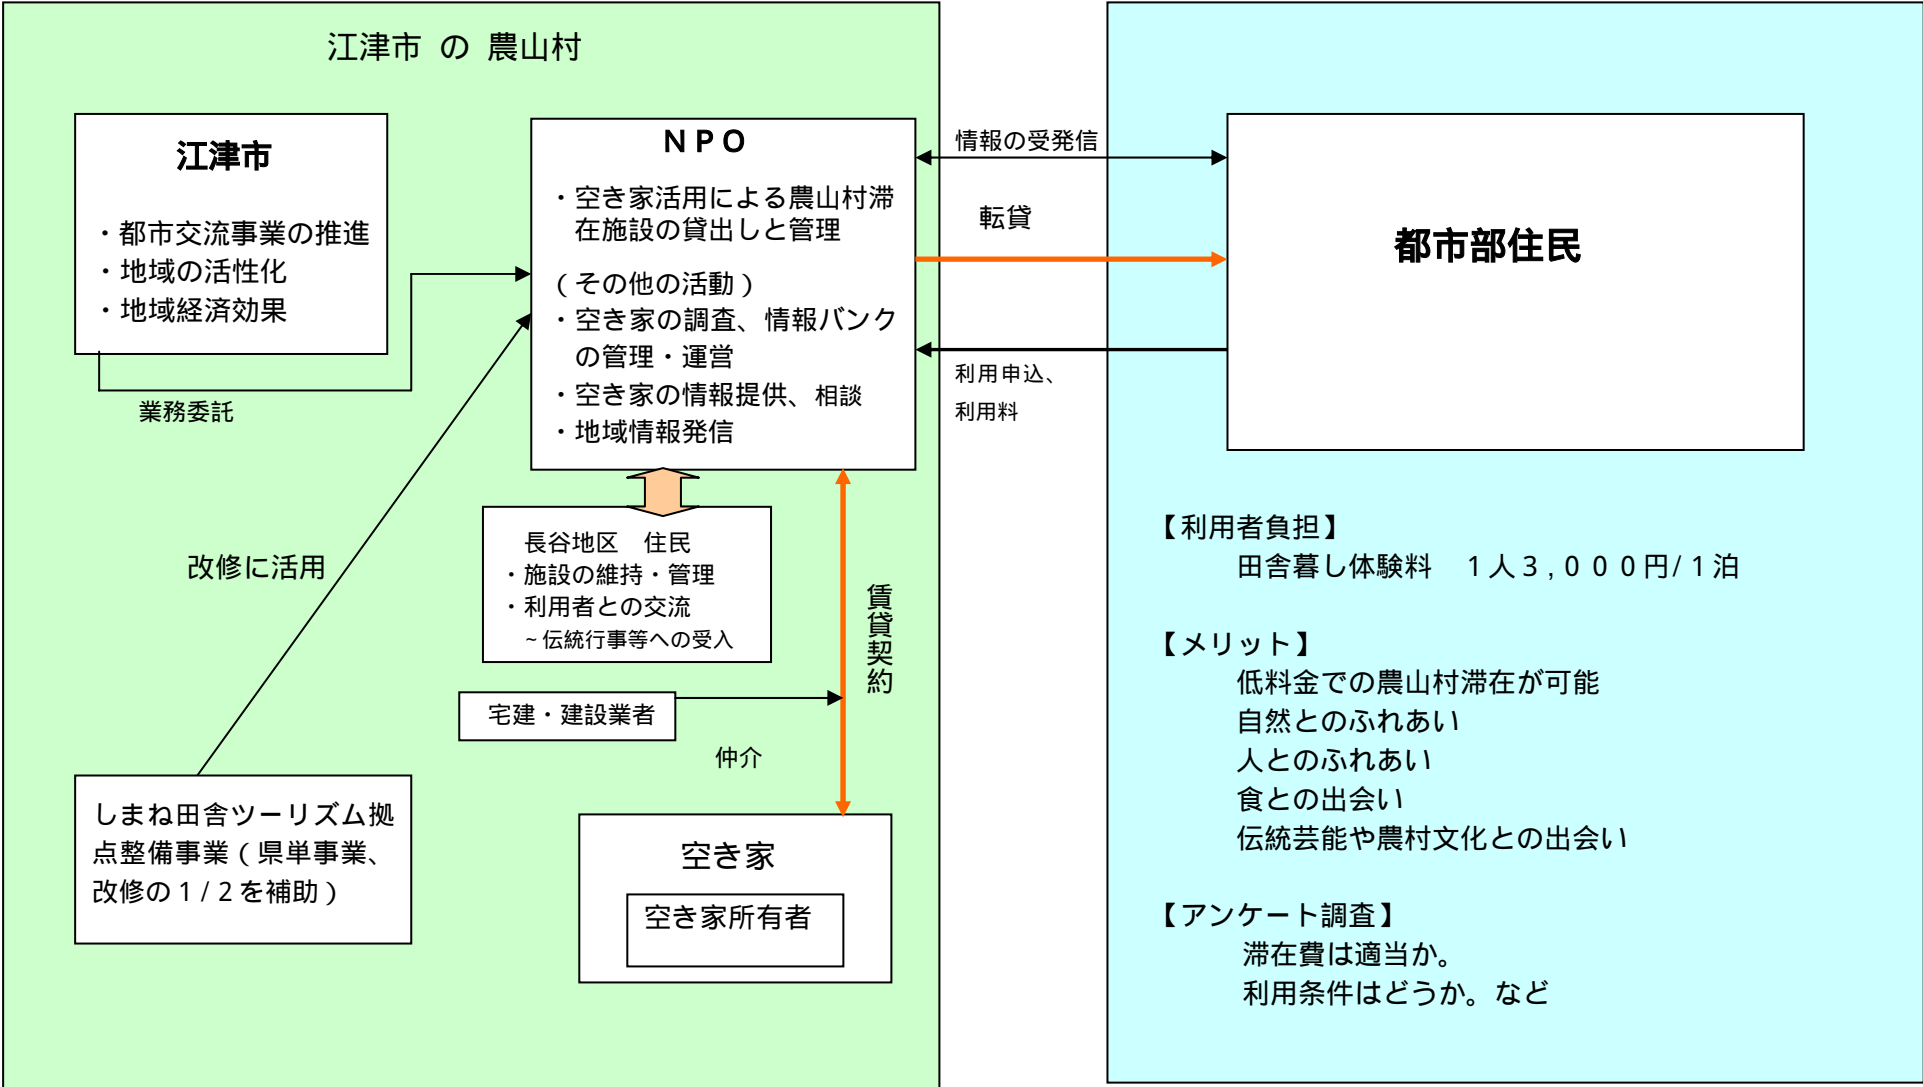 江津市 の 農山村
江津市
・都市交流事業の推進
・地域の活性化
・地域経済効果
業務委託
ＮＰＯ
・空き家活用による農山村滞
在施設の貸出しと管理
（その他の活動）
・空き家の調査、情報バンク
の管理・運営
・空き家の情報提供、相談
・地域情報発信
情報の受発信
転貸
利用申込、
利用料
都市部住民
改修に活用
長谷地区　住民
・施設の維持・管理
・利用者との交流
~伝統行事等への受入
賃貸契約
宅建・建設業者
仲介
しまね田舎ツーリズム拠
点整備事業（県単事業、
改修の１/２を補助）
空き家
空き家所有者
【利用者負担】
田舎暮し体験料　１人３,０００円/１泊
【メリット】
低料金での農山村滞在が可能
自然とのふれあい
人とのふれあい
食との出会い
伝統芸能や農村文化との出会い
【アンケート調査】
滞在費は適当か。
利用条件はどうか。など